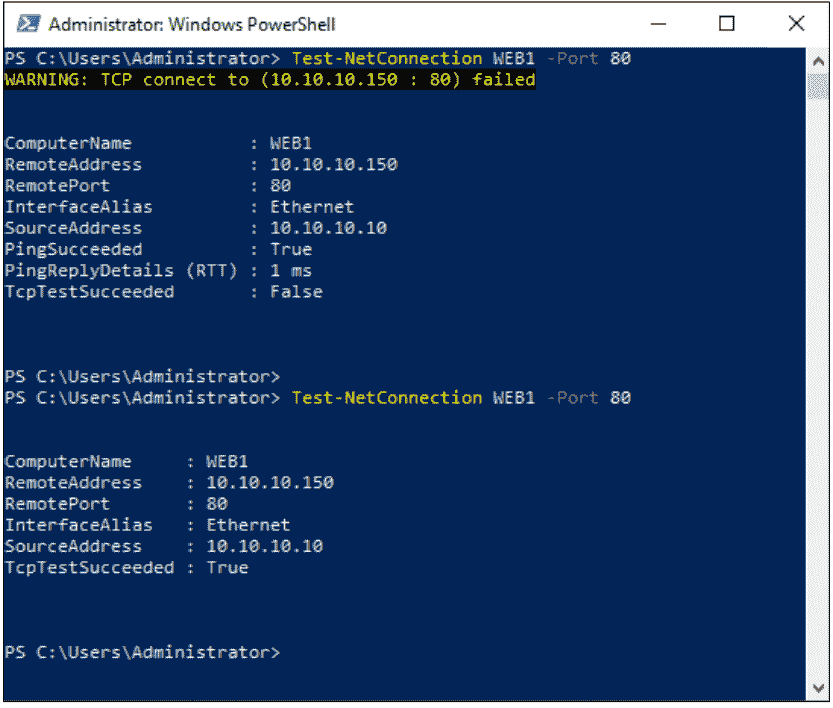 Administrator: Windows PowerShell
PS C:\Users\Administrator> Test-NetConnection WEB1 -Port 80
WARNING: TCP connect to (10.10.10.150 : 80) failed
ComputerName : WEB1
RemoteAddress : 10.10.10.150
RemotePort : 80
InterfaceAlias : Ethernet
SourceAddress : 10.10.10.10
PingSucceeded : True
PingReplyDetails (RTT) : 1 ms
TcpTestSucceeded : False
PS C:\Users\Administrator>
PS C:\Users\Administrator> Test-NetConnection WEB1 -Port 80
ComputerName : WEB1
RemoteAddress : 10.10.10.150
RemotePort : 80
InterfaceAlias : Ethernet
SourceAddress : 10.10.10.10
TcpTestSucceeded : True
PS C:\Users\Administrator>